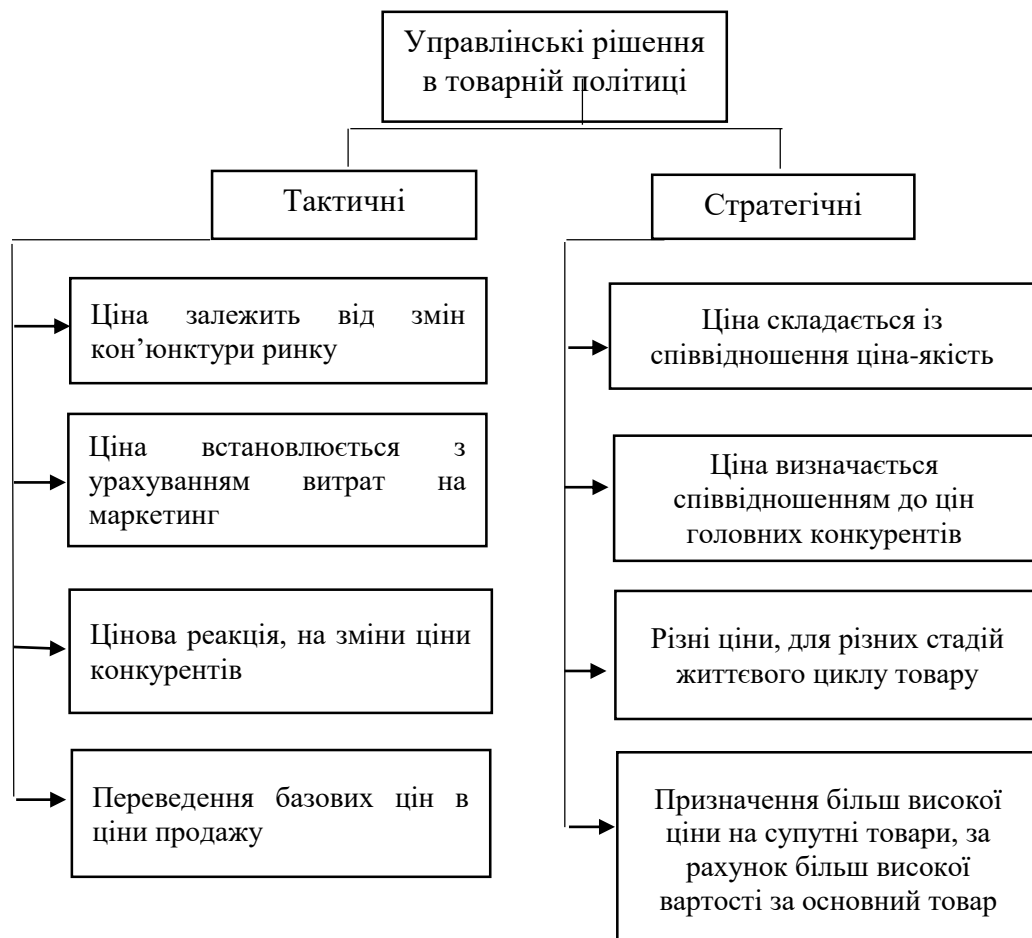 Управлінські рішення
в товарній політиці
Тактичні
Стратегічні
Ціна залежить від змін
кон’юнктури ринку
Ціна встановлюється з
урахуванням витрат на
маркетинг
Цінова реакція, на зміни ціни
конкурентів
Переведення базових цін в
ціни продажу
Ціна складається із
співвідношення ціна-якість
Ціна визначається
співвідношенням до цін
головних конкурентів
Різні ціни, для різних стадій
життєвого циклу товару
Призначення більш високої
ціни на супутні товари, за
рахунок більш високої
вартості за основний товар